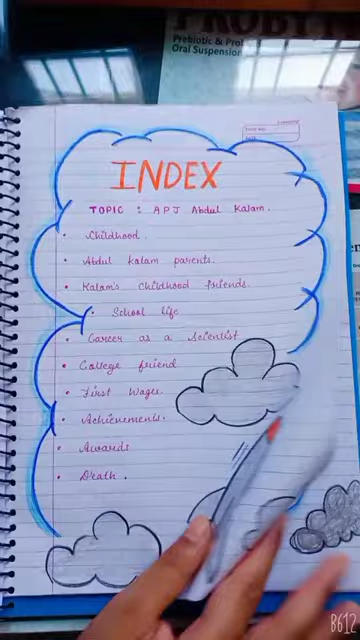 PROBY
Prebiotic & Pro
Oral Suspension
INDEX
TOPIC : APJ Abdul Kalam.
• Childhood.
• Abdul kalam parents.
• Kalam's Childhood friends.
• School life
• Career as a Scientist
• College friend
• First Wages.
• Achievements.
• Awards
• Death.
B612